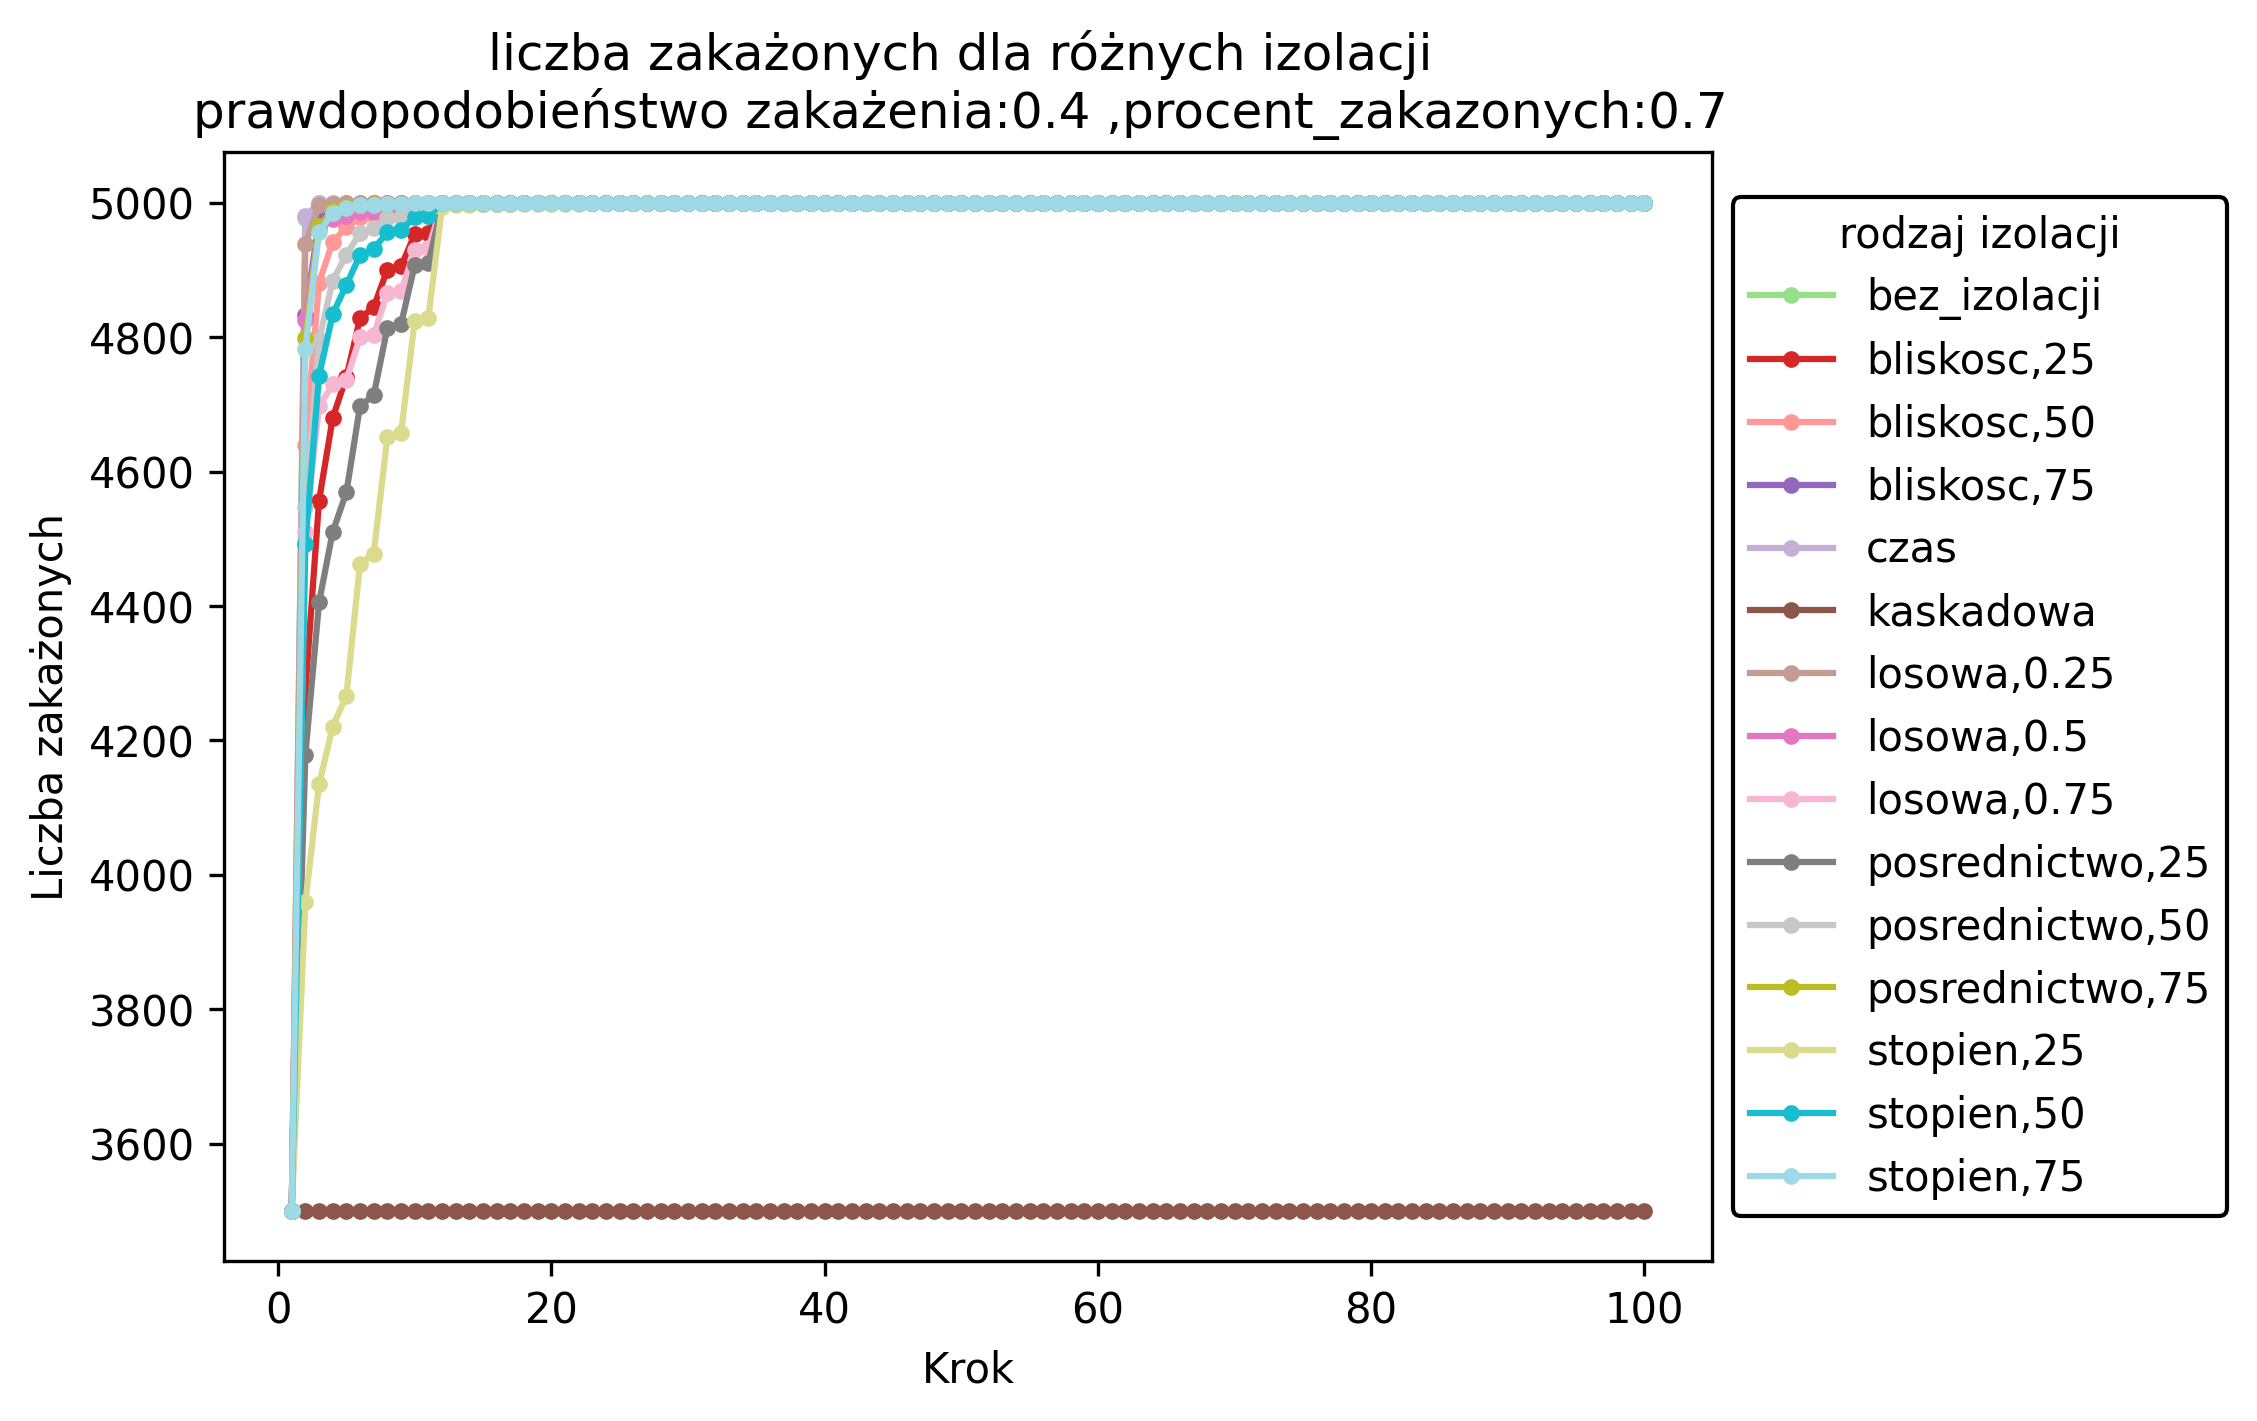 liczba zakażonych dla różnych izolacji
prawdopodobieństwo zakażenia:0.4 ,procent_zakazonych:0.7
Liczba zakażonych
5000
4800
4600
4400
4200
4000
3800
3600
0 20 40 60 80 100
Krok
rodzaj izolacji
bez_izolacji
bliskosc,25
bliskosc,50
bliskosc,75
czas
kaskadowa
losowa,0.25
losowa,0.5
losowa,0.75
posrednictwo,25
posrednictwo,50
posrednictwo,75
stopien,25
stopien,50
stopien,75